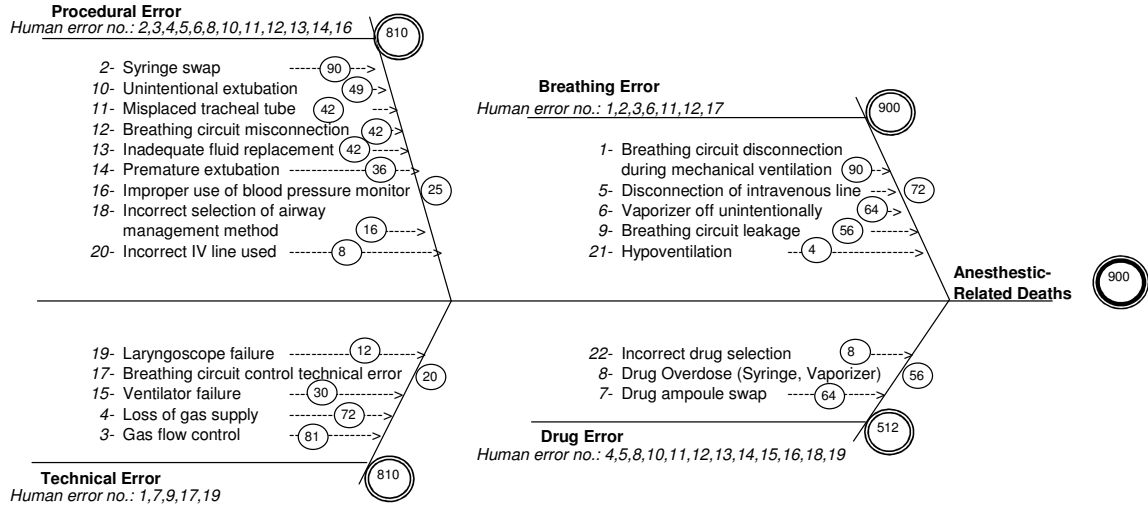 Procedural Error
Human error no.: 2,3,4,5,6,8,10,11,12,13,14,16
810
2- Syringe swap 90
10- Unintentional extubation 49
11- Misplaced tracheal tube 42
12- Breathing circuit misconnection 42
13- Inadequate fluid replacement 42
14- Premature extubation 36
16- Improper use of blood pressure monitor 25
18- Incorrect selection of airway
management method 16
20- Incorrect IV line used 8
Breathing Error
Human error no.: 1,2,3,6,11,12,17
900
1- Breathing circuit disconnection
during mechanical ventilation 90
5- Disconnection of intravenous line 72
6- Vaporizer off unintentionally 64
9- Breathing circuit leakage 56
21- Hypoventilation 4
Anesthestic-
Related Deaths
900
19- Laryngoscope failure 12
17- Breathing circuit control technical error 20
15- Ventilator failure 30
4- Loss of gas supply 72
3- Gas flow control 81
Technical Error
Human error no.: 1,7,9,17,19
810
22- Incorrect drug selection 8
8- Drug Overdose (Syringe, Vaporizer) 56
7- Drug ampoule swap 64
512
Drug Error
Human error no.: 4,5,8,10,11,12,13,14,15,16,18,19